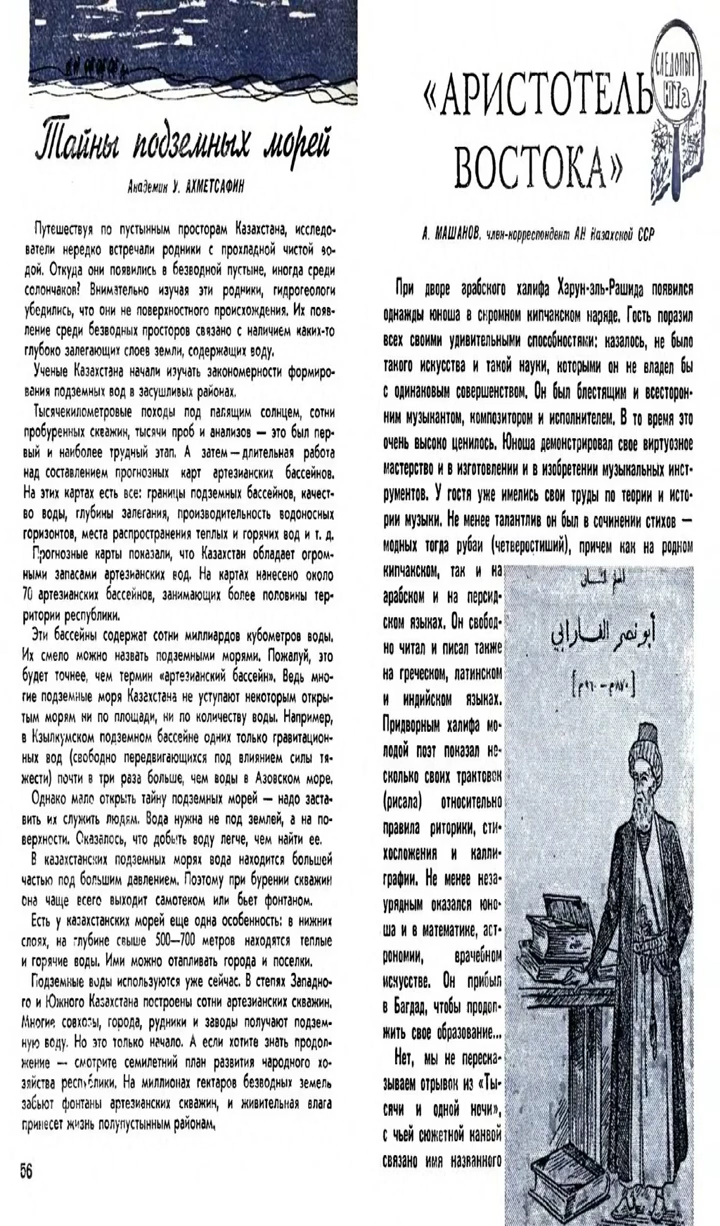 Тайны подземных морей
Академик У. АХМЕТСАФИН
Путешествуя по пустынным просторам Казахстана, исследо-
ватели нередко встречали родники с прохладной чистой во-
дой. Откуда они появились в безводной пустыне, иногда среди
солончаков? Внимательно изучая эти родники, гидрогеологи
убедились, что они не поверхностного происхождения. Их появ-
ление среди безводных просторов связано с наличием каких-то
глубоко залегающих слоев земли, содержащих воду.
Ученые Казахстана начали изучать закономерности формиро-
вания подземных вод в засушливых районах.
Тысячекилометровые походы под палящим солнцем, сотни
пробуренных скважин, тысячи проб и анализов — это был пер-
вый и наиболее трудный этап. А затем — длительная работа
над составлением прогнозных карт артезианских бассейнов.
На этих картах есть все: границы подземных бассейнов, качест-
во воды, глубины залегания, производительность водоносных
горизонтов, места распространения теплых и горячих вод и т. д.
Прогнозные карты показали, что Казахстан обладает огром-
ными запасами артезианских вод. На картах нанесено около
70 артезианских бассейнов, занимающих более половины тер-
ритории республики.
Эти бассейны содержат сотни миллиардов кубометров воды.
Их смело можно назвать подземными морями. Пожалуй, это
будет точнее, чем термин «артезианский бассейн». Ведь мно-
гие подземные моря Казахстана не уступают некоторым откры-
тым морям ни по площади, ни по количеству воды. Например,
в Кзылкумском подземном бассейне одних только гравитацион-
ных вод (свободно передвигающихся под влиянием силы тя-
жести) почти в три раза больше, чем воды в Азовском море.
Однако мало открыть тайну подземных морей — надо заста-
вить их служить людям. Вода нужна не под землей, а на по-
верхности. Оказалось, что добыть воду легче, чем найти ее.
В казахстанских подземных морях вода находится большей
частью под большим давлением. Поэтому при бурении скважин
она чаще всего выходит самотеком или бьет фонтаном.
Есть у казахстанских морей еще одна особенность: в нижних
слоях, на глубине свыше 500—700 метров находятся теплые
и горячие воды. Ими можно отапливать города и поселки.
Подземные воды используются уже сейчас. В степях Западно-
го и Южного Казахстана построены сотни артезианских скважин.
Многие совхозы, города, рудники и заводы получают подзем-
ную воду. Но это только начало. А если хотите знать продол-
жение — смотрите семилетний план развития народного хо-
зяйства республики. На миллионах гектаров безводных земель
забьют фонтаны артезианских скважин, и живительная влага
принесет жизнь полупустынным районам.
56
«АРИСТОТЕЛЬ
ВОСТОКА»
СЛЕДОПЫТ
ЮТа
А. МАШАНОВ, член-корреспондент АН Казахской ССР
При дворе арабского халифа Харун-эль-Рашида появился
однажды юноша в скромном кипчакском наряде. Гость поразил
всех своими удивительными способностями: казалось, не было
такого искусства и такой науки, которыми он не владел бы
с одинаковым совершенством. Он был блестящим и всесторон-
ним музыкантом, композитором и исполнителем. В то время это
очень высоко ценилось. Юноша демонстрировал свое виртуозное
мастерство и в изготовлении и в изобретении музыкальных инст-
рументов. У гостя уже имелись свои труды по теории и исто-
рии музыки. Не менее талантлив он был в сочинении стихов —
модных тогда рубаи (четверостиший), причем как на родном
кипчакском, так и на
арабском и на персид-
ском языках. Он свобод-
но читал и писал также
на греческом, латинском
и индийском языках.
Придворным халифа мо-
лодой поэт показал не-
сколько своих трактовок
(рисала) относительно
правила риторики, сти-
хосложения и калли-
графии. Не менее неза-
урядным оказался юно-
ша и в математике, аст-
рономии, врачебном
искусстве. Он прибыл
в Багдад, чтобы продол-
жить свое образование...
Нет, мы не переска-
зываем отрывок из «Ты-
сячи и одной ночи»,
с чьей сюжетной канвой
связано имя названного
أبو نصر الفارابي
[٨٧٠م – ٩٦٠م]